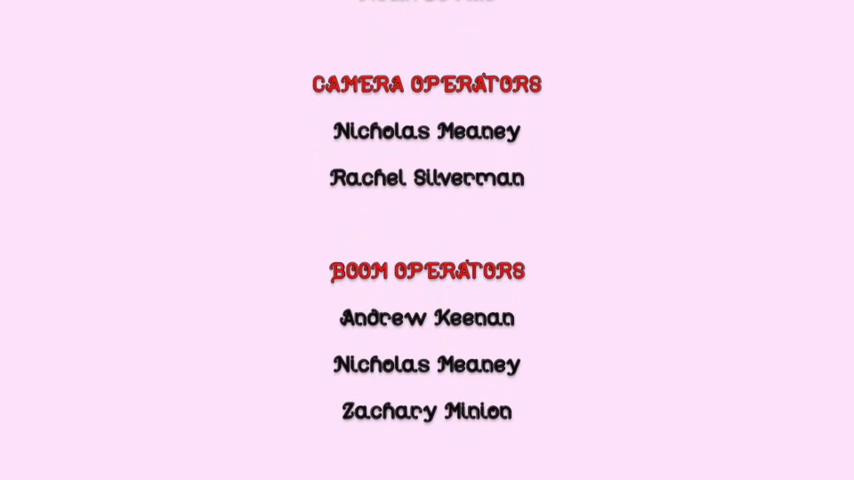 CAMERA OPERATORS
Nicholas Meaney
Rachel Silverman
BOOM OPERATORS
Andrew Keenan
Nicholas Meaney
Zachary Minion